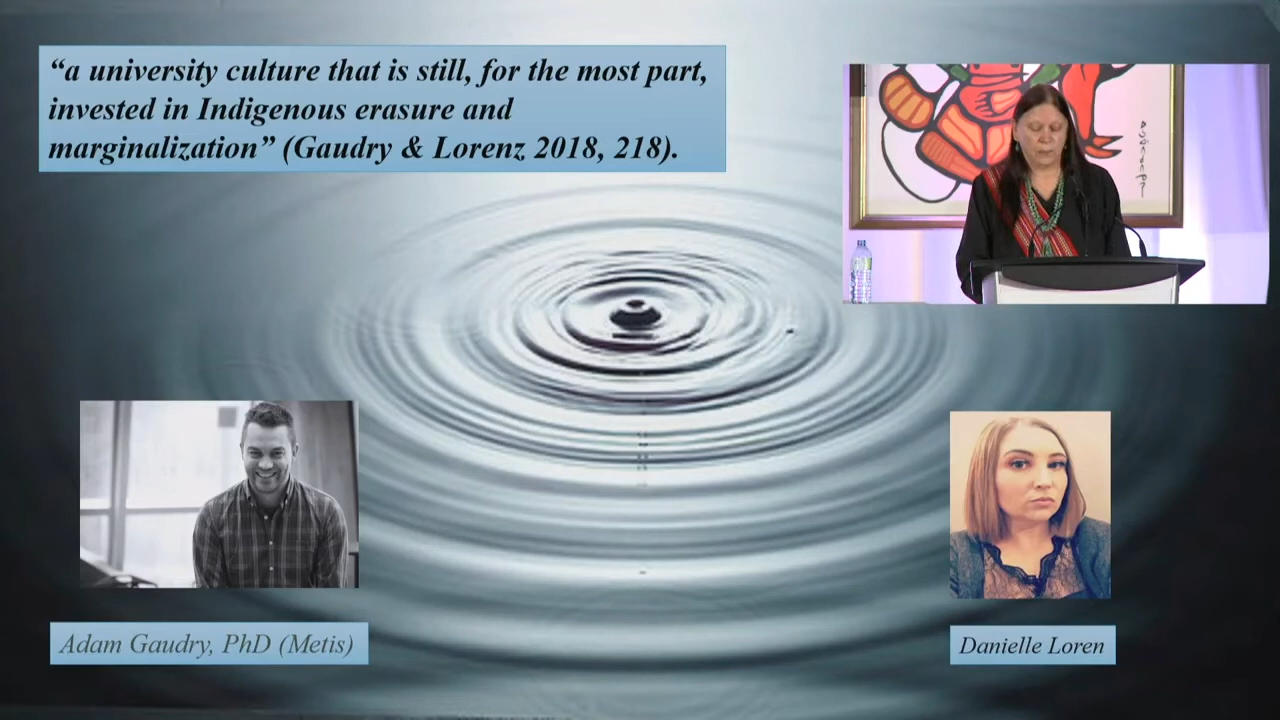 “a university culture that is still, for the most part,
invested in Indigenous erasure and
marginalization” (Gaudry & Lorenz 2018, 218).
Adam Gaudry, PhD (Metis)
Danielle Loren